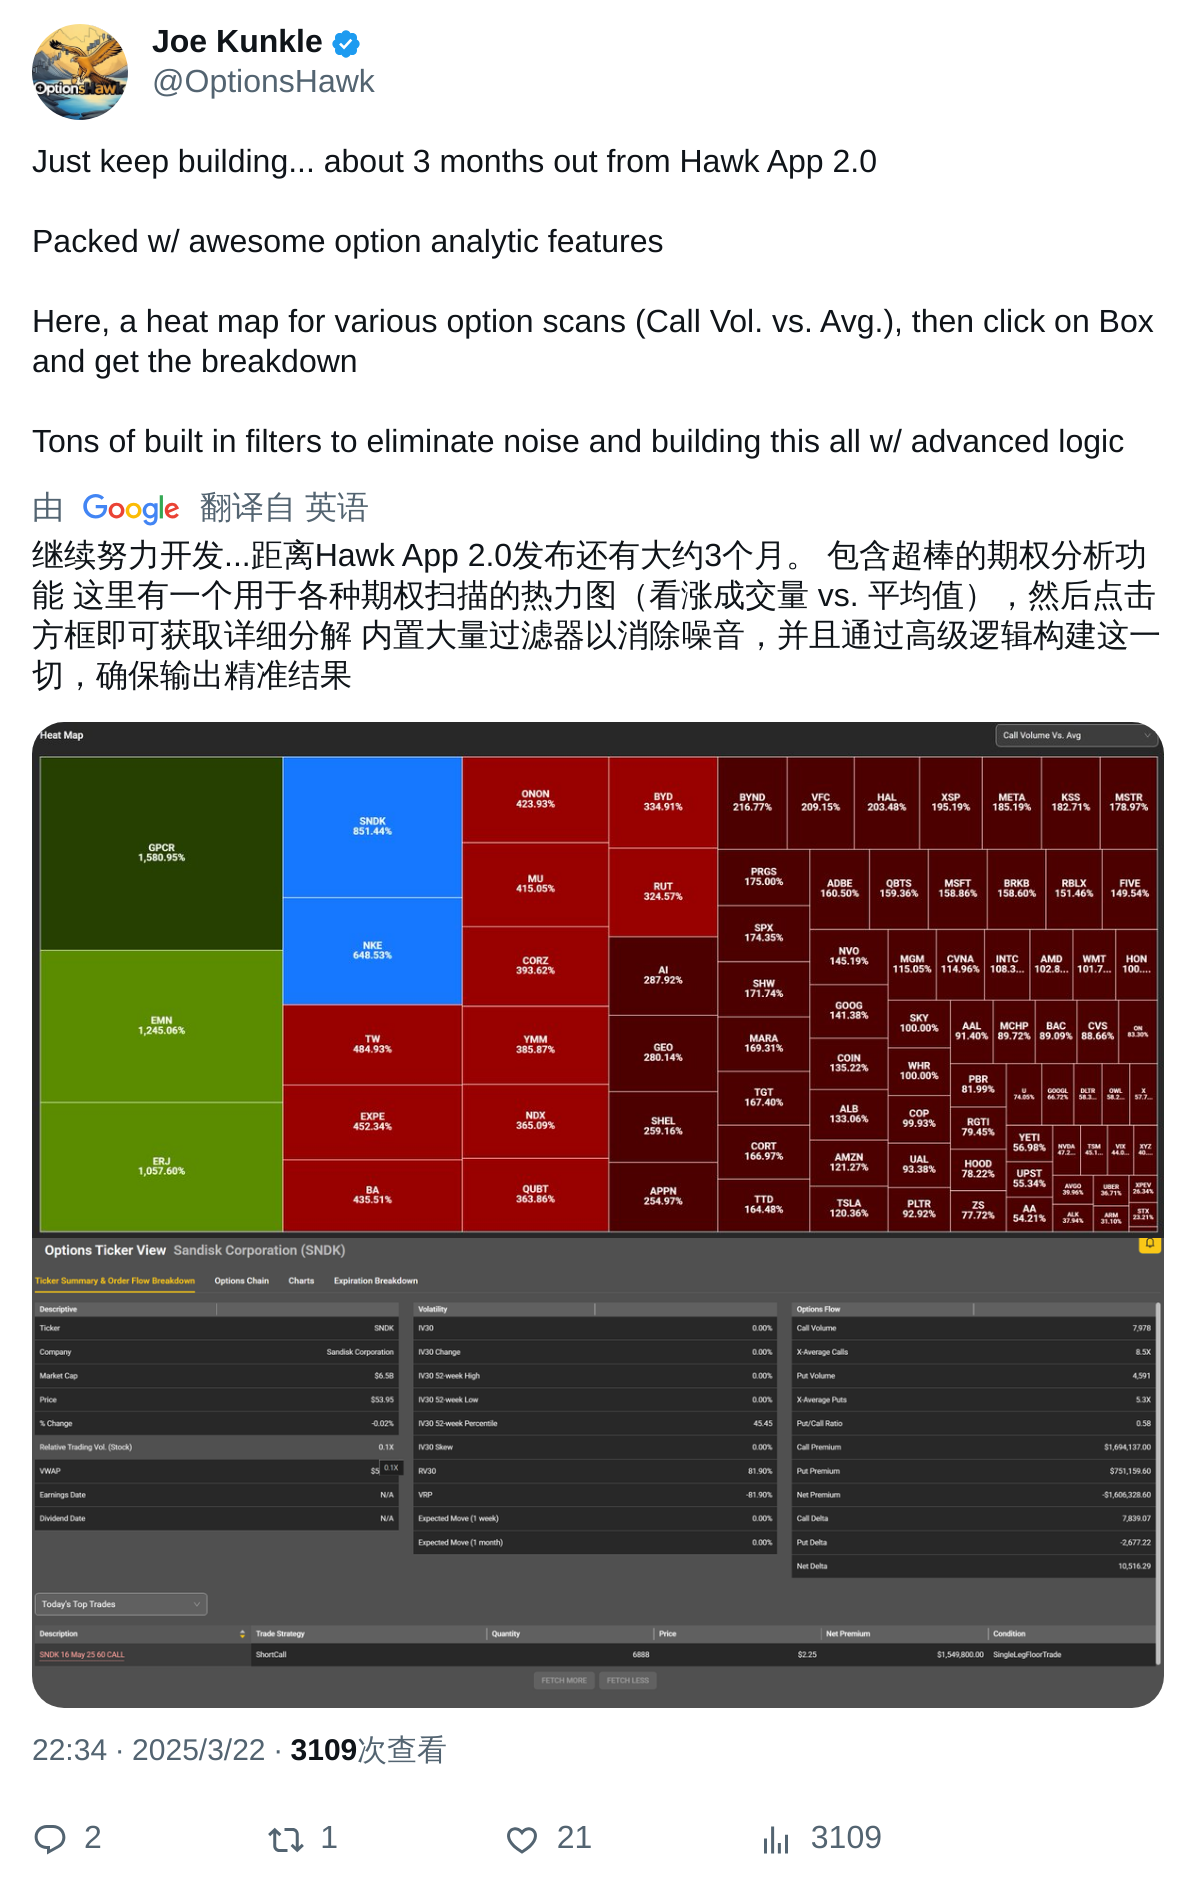 Joe Kunkle
@OptionsHawk
OptionsHawk
Just keep building... about 3 months out from Hawk App 2.0
Packed w/ awesome option analytic features
Here, a heat map for various option scans (Call Vol. vs. Avg.), then click on Box
and get the breakdown
Tons of built in filters to eliminate noise and building this all w/ advanced logic
由 Google 翻译自 英语
继续努力开发...距离Hawk App 2.0发布还有大约3个月。 包含超棒的期权分析功
能 这里有一个用于各种期权扫描的热力图（看涨成交量 vs. 平均值），然后点击
方框即可获取详细分解 内置大量过滤器以消除噪音，并且通过高级逻辑构建这一
切，确保输出精准结果
Heat Map
Call Volume Vs. Avg
GPCR
1,580.95%
EMN
1,245.06%
ERJ
1,057.60%
SNDK
851.44%
NKE
648.53%
TW
484.93%
EXPE
452.34%
BA
435.51%
ONON
423.93%
MU
415.05%
CORZ
393.62%
YMM
385.87%
NDX
365.09%
QUBT
363.86%
BYD
334.91%
RUT
324.57%
AI
287.92%
GEO
280.14%
SHEL
259.16%
APPN
254.97%
BYND
216.77%
VFC
209.15%
HAL
203.48%
XSP
195.19%
META
185.19%
KSS
182.71%
MSTR
178.97%
PRGS
175.00%
SPX
174.35%
SHW
171.74%
MARA
169.31%
TGT
167.40%
CORT
166.97%
TTD
164.48%
ADBE
160.50%
QBTS
159.36%
MSFT
158.86%
BRKB
158.60%
RBLX
151.46%
FIVE
149.54%
NVO
145.19%
GOOG
141.38%
COIN
135.22%
ALB
133.06%
AMZN
121.27%
TSLA
120.36%
MGM
115.05%
CVNA
114.96%
INTC
108.3...
AMD
102.8...
WMT
101.7...
HON
100....
SKY
100.00%
WHR
100.00%
COP
99.93%
UAL
93.38%
PLTR
92.92%
AAL
91.40%
MCHP
89.72%
BAC
89.09%
CVS
88.66%
ON
83.30%
PBR
81.99%
RGTI
79.45%
HOOD
78.22%
ZS
77.72%
U
74.05%
GOOGL
66.72%
DLTR
58.3...
OWL
58.2...
X
57.7...
YETI
56.98%
UPST
55.34%
AA
54.21%
NVDA
47.2...
TSM
45.1...
VIX
44.0...
XYZ
40....
AVGO
39.96%
UBER
36.71%
XPEV
26.34%
ALK
37.94%
ARM
31.10%
STX
23.21%
Options Ticker View Sandisk Corporation (SNDK)
Ticker Summary & Order Flow Breakdown Options Chain Charts Expiration Breakdown
Descriptive
Ticker SNDK
Company Sandisk Corporation
Market Cap $6.5B
Price $53.95
% Change -0.02%
Relative Trading Vol. (Stock) 0.1X
VWAP $5
0.1X
Earnings Date N/A
Dividend Date N/A
Volatility
IV30 0.00%
IV30 Change 0.00%
IV30 52-week High 0.00%
IV30 52-week Low 0.00%
IV30 52-week Percentile 45.45
IV30 Skew 0.00%
RV30 81.90%
VRP -81.90%
Expected Move (1 week) 0.00%
Expected Move (1 month) 0.00%
Options Flow
Call Volume 7,978
X-Average Calls 8.5X
Put Volume 4,591
X-Average Puts 5.3X
Put/Call Ratio 0.58
Call Premium $1,694,137.00
Put Premium $751,159.60
Net Premium -$1,606,328.60
Call Delta 7,839.07
Put Delta -2,677.22
Net Delta 10,516.29
Today's Top Trades
Description Trade Strategy Quantity Price Net Premium Condition
SNDK 16 May 25 60 CALL ShortCall 6888 $2.25 $1,549,800.00 SingleLegFloorTrade
FETCH MORE FETCH LESS
22:34 · 2025/3/22 · 3109次查看
2 1 21 3109